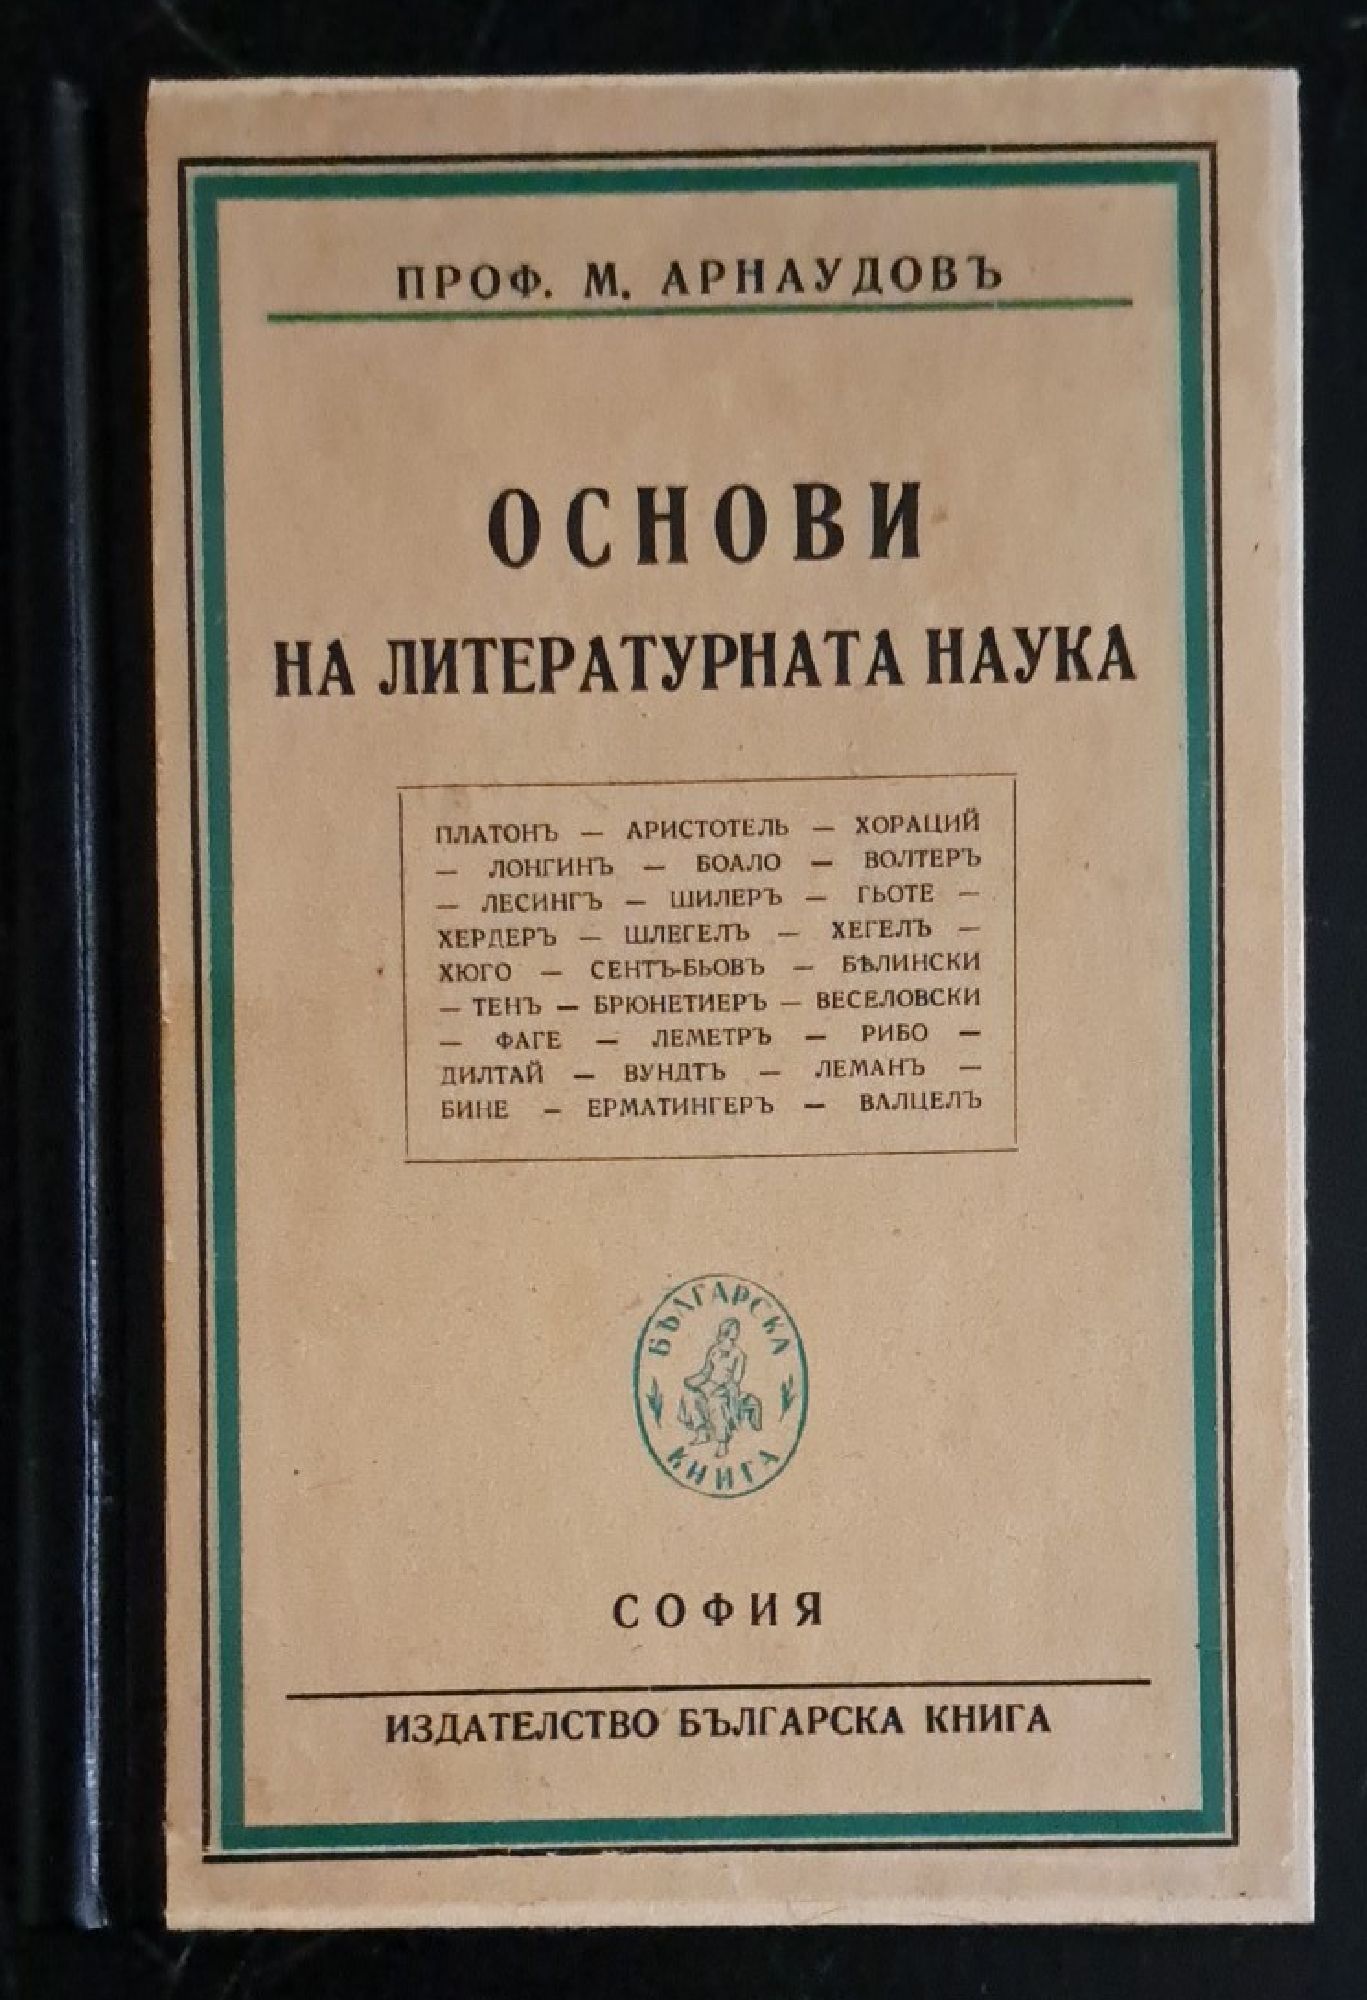 ПРОФ. М. АРНАУДОВЪ
ОСНОВИ
НА ЛИТЕРАТУРНАТА НАУКА
ПЛАТОНЪ — АРИСТОТЕЛЬ — ХОРАЦИЙ
— ЛОНГИНЪ — БОАЛО — ВОЛТЕРЪ
— ЛЕСИНГЪ — ШИЛЕРЪ — ГЬОТЕ —
ХЕРДЕРЪ — ШЛЕГЕЛЪ — ХЕГЕЛЪ —
ХЮГО — СЕНТЪ-БЬОВЪ — БѢЛИНСКИ
— ТЕНЪ — БРЮНЕТИЕРЪ — ВЕСЕЛОВСКИ
— ФАГЕ — ЛЕМЕТРЪ — РИБО —
ДИЛТАЙ — ВУНДТЪ — ЛЕМАНЪ —
БИНЕ — ЕРМАТИНГЕРЪ — ВАЛЦЕЛЪ
БЪЛГАРСКА
КНИГА
СОФИЯ
ИЗДАТЕЛСТВО БЪЛГАРСКА КНИГА